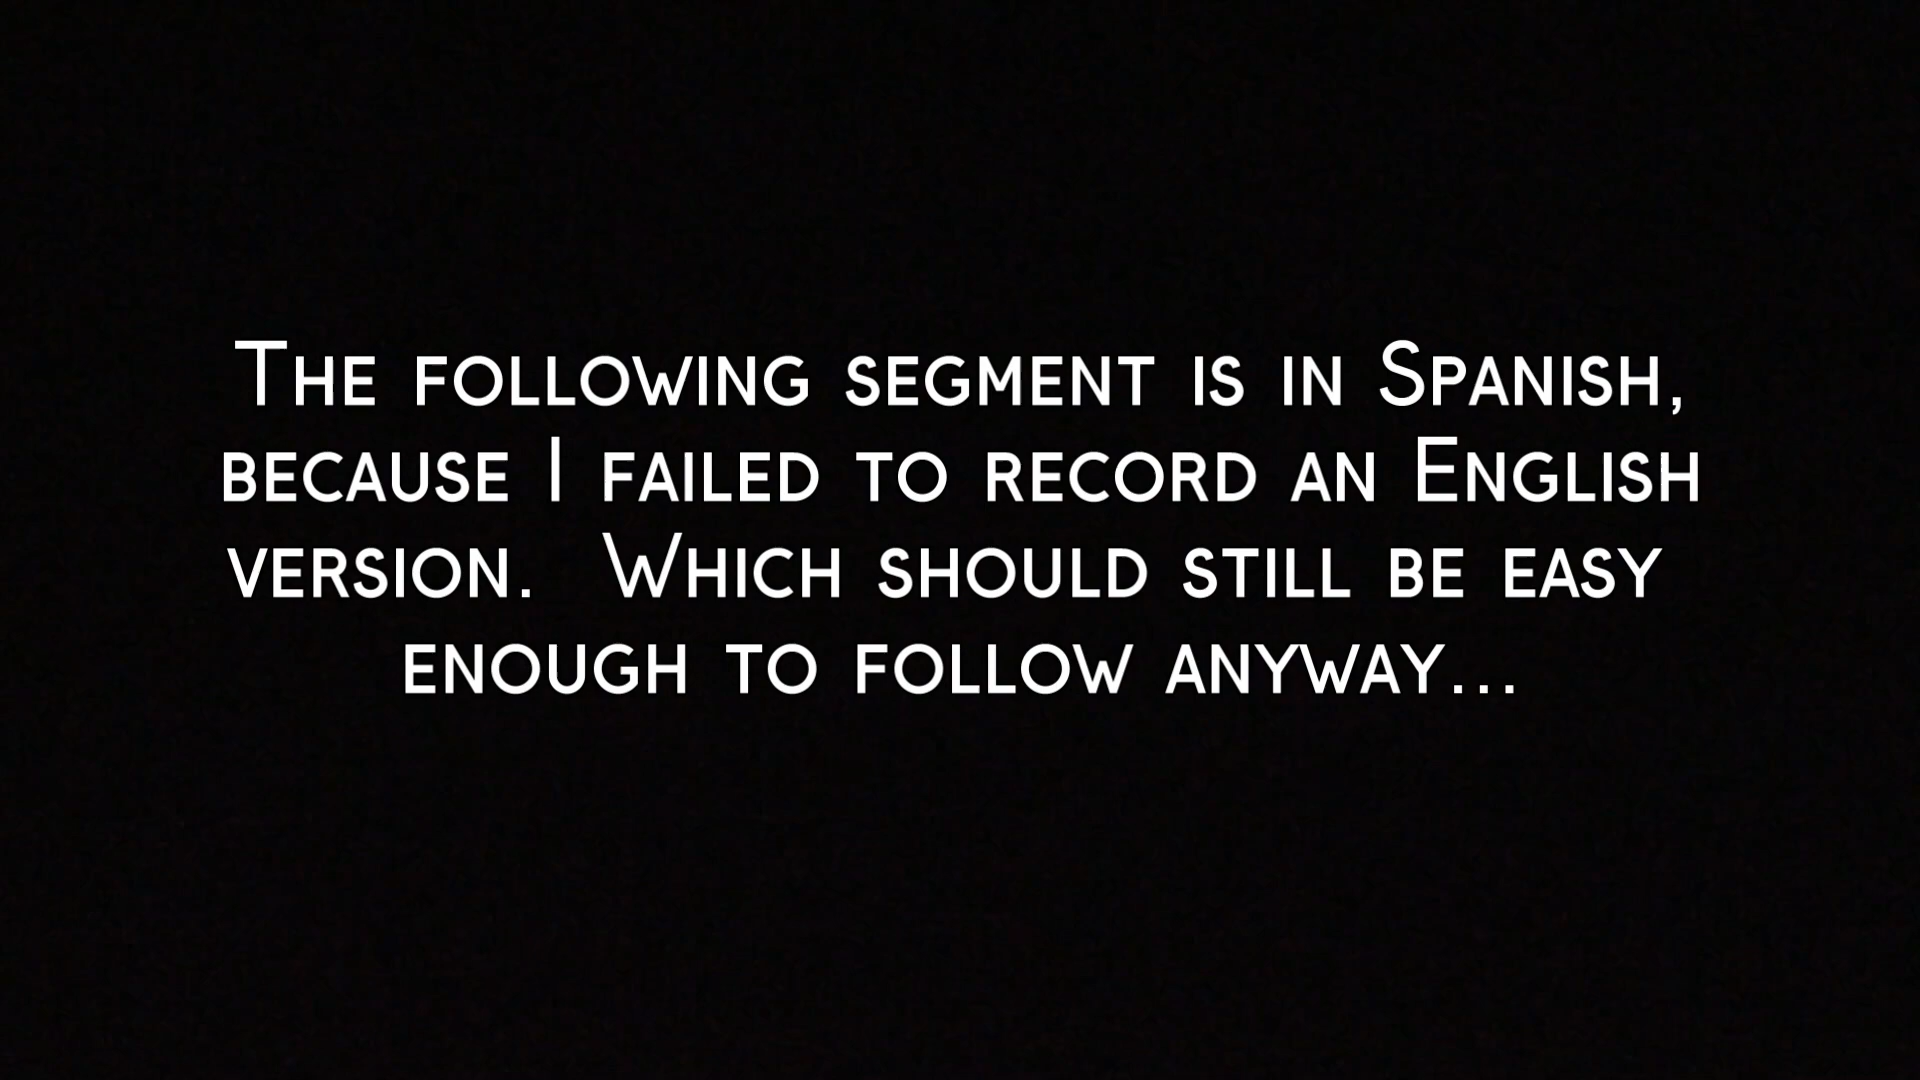 The following segment is in Spanish,
because I failed to record an English
version.  Which should still be easy
enough to follow anyway...